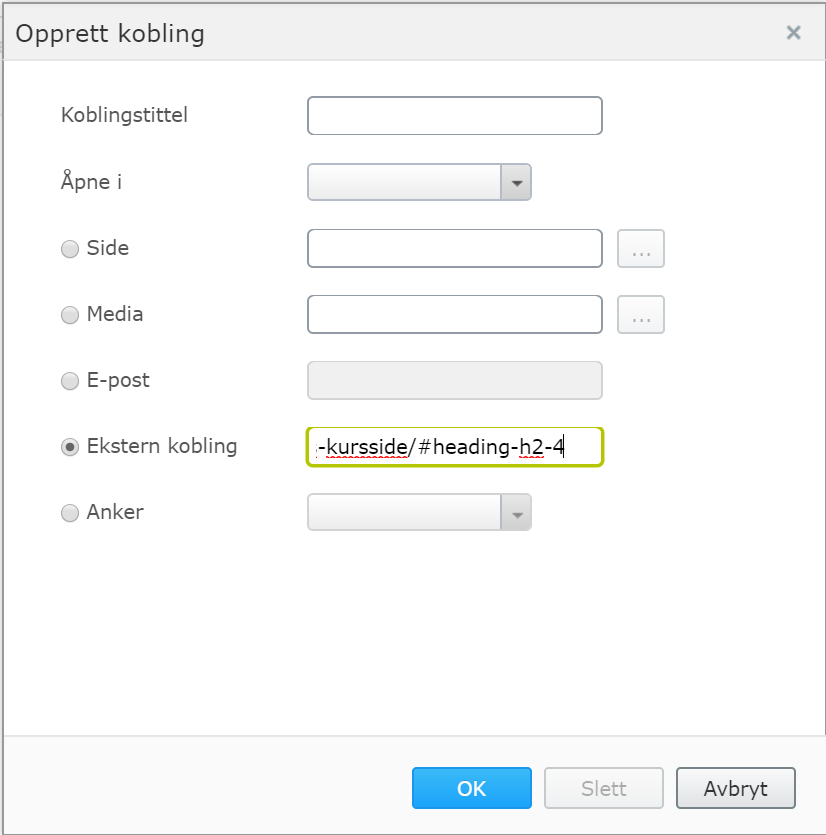 Opprett kobling
Koblingstittel
Åpne i
Side
...
Media
...
E-post
Ekstern kobling -kursside/#heading-h2-4
Anker
OK Slett Avbryt